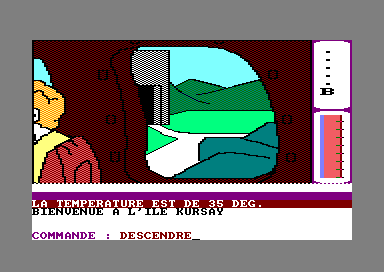 B
LA TEMPERATURE EST DE 35 DEG.
BIENVENUE A L'ILE KURSAY
COMMANDE : DESCENDRE_